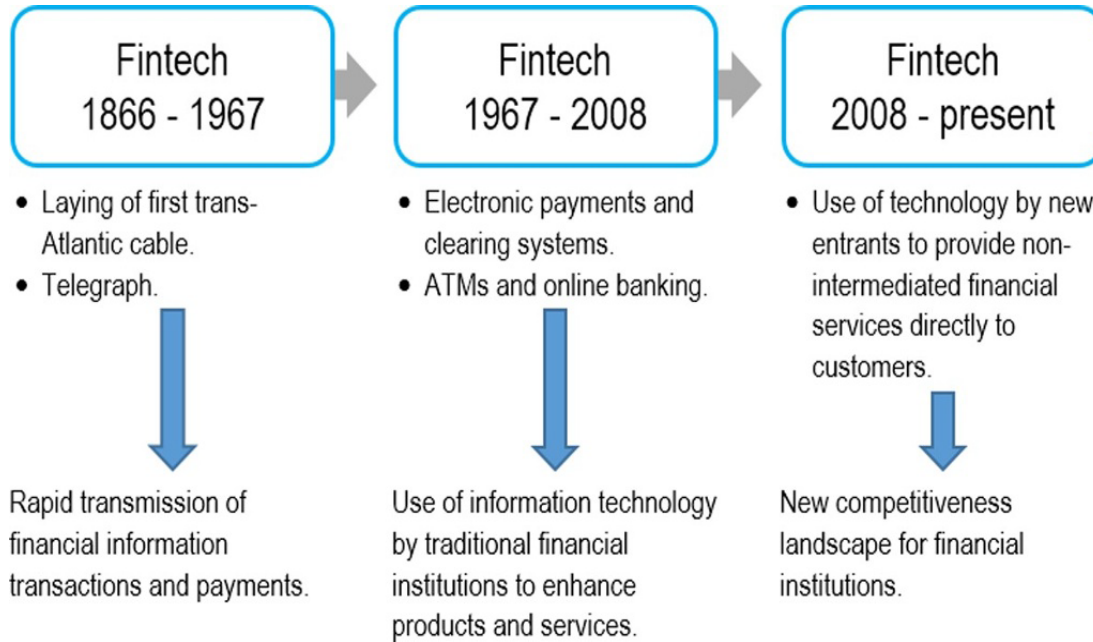 Fintech
1866 - 1967
Fintech
1967 - 2008
Fintech
2008 - present
• Laying of first trans-
Atlantic cable.
• Telegraph.
• Electronic payments and
clearing systems.
• ATMs and online banking.
• Use of technology by new
entrants to provide non-
intermediated financial
services directly to
customers.
Rapid transmission of
financial information
transactions and payments.
Use of information technology
by traditional financial
institutions to enhance
products and services.
New competitiveness
landscape for financial
institutions.